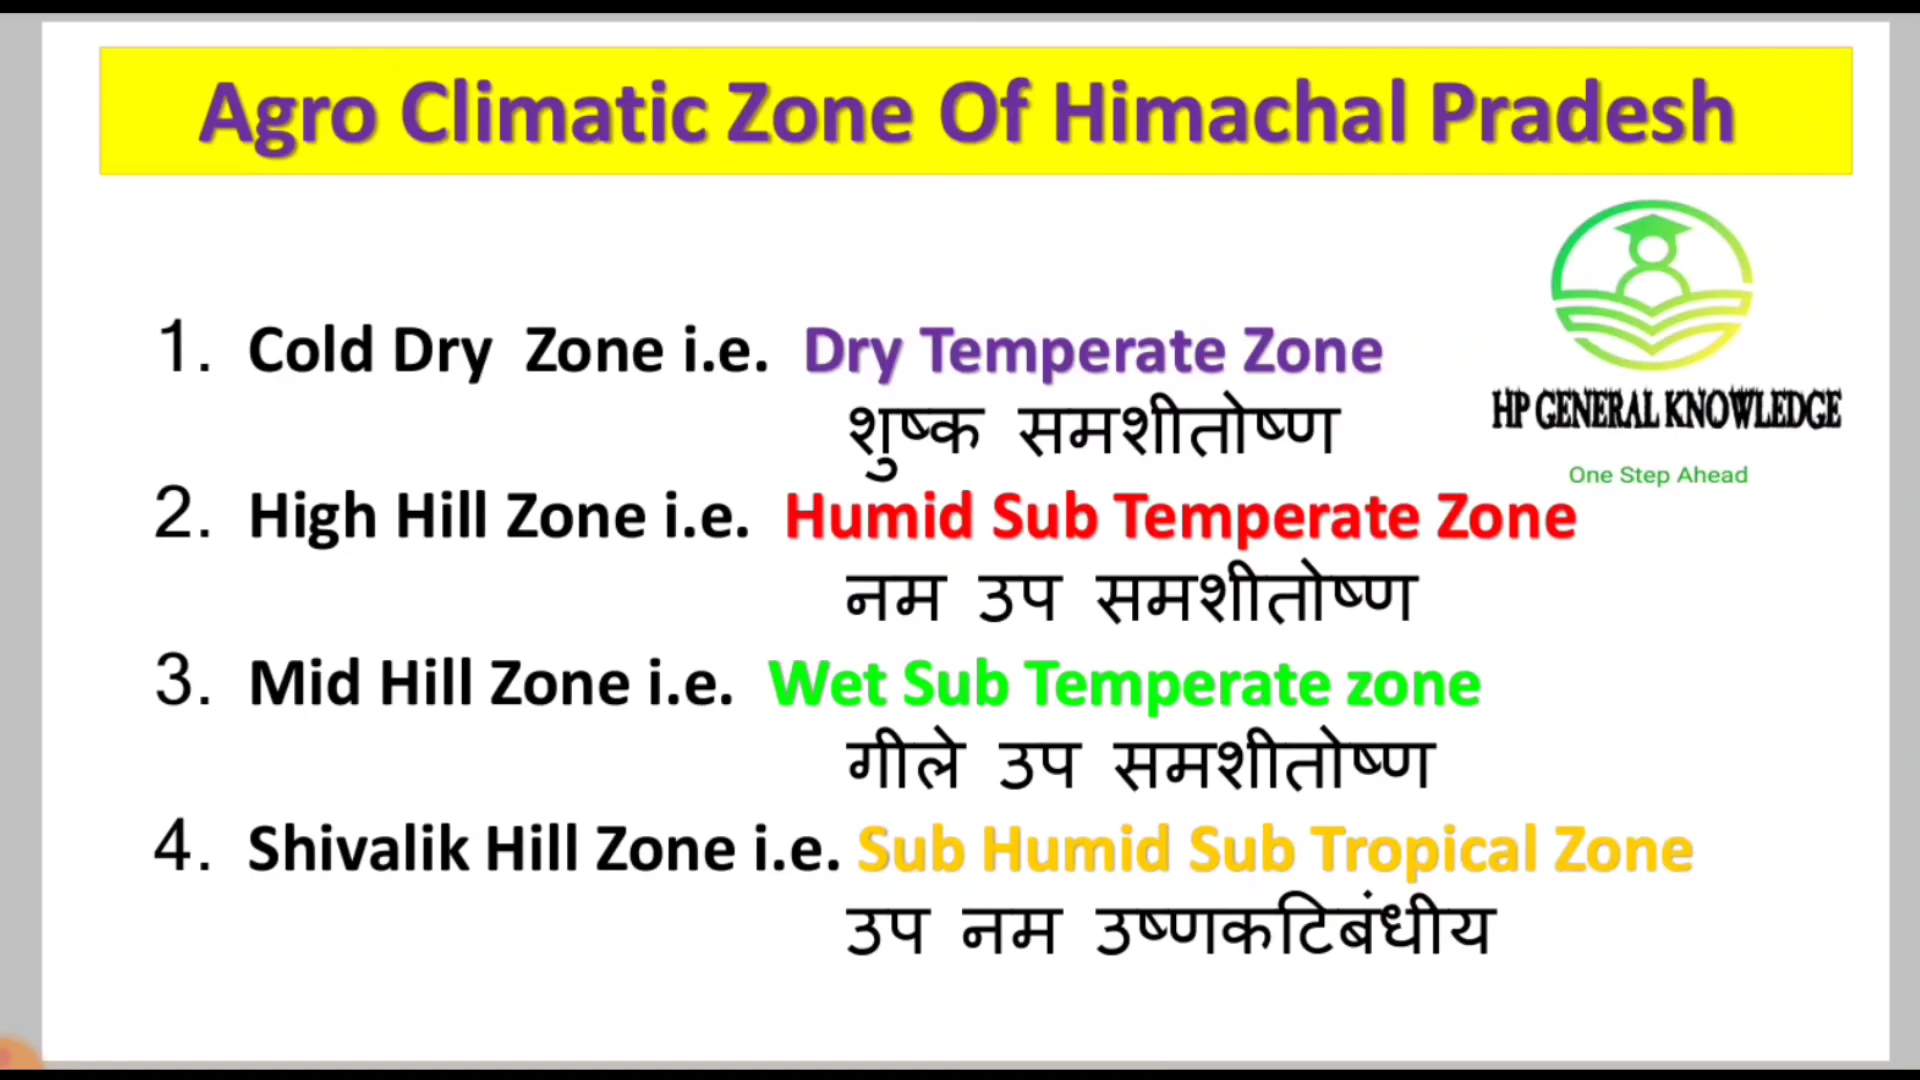 Agro Climatic Zone Of Himachal Pradesh
HP GENERAL KNOWLEDGE
One Step Ahead
1. Cold Dry Zone i.e. Dry Temperate Zone
शुष्क समशीतोष्ण
2. High Hill Zone i.e. Humid Sub Temperate Zone
नम उप समशीतोष्ण
3. Mid Hill Zone i.e. Wet Sub Temperate zone
गीले उप समशीतोष्ण
4. Shivalik Hill Zone i.e. Sub Humid Sub Tropical Zone
उप नम उष्णकटिबंधीय